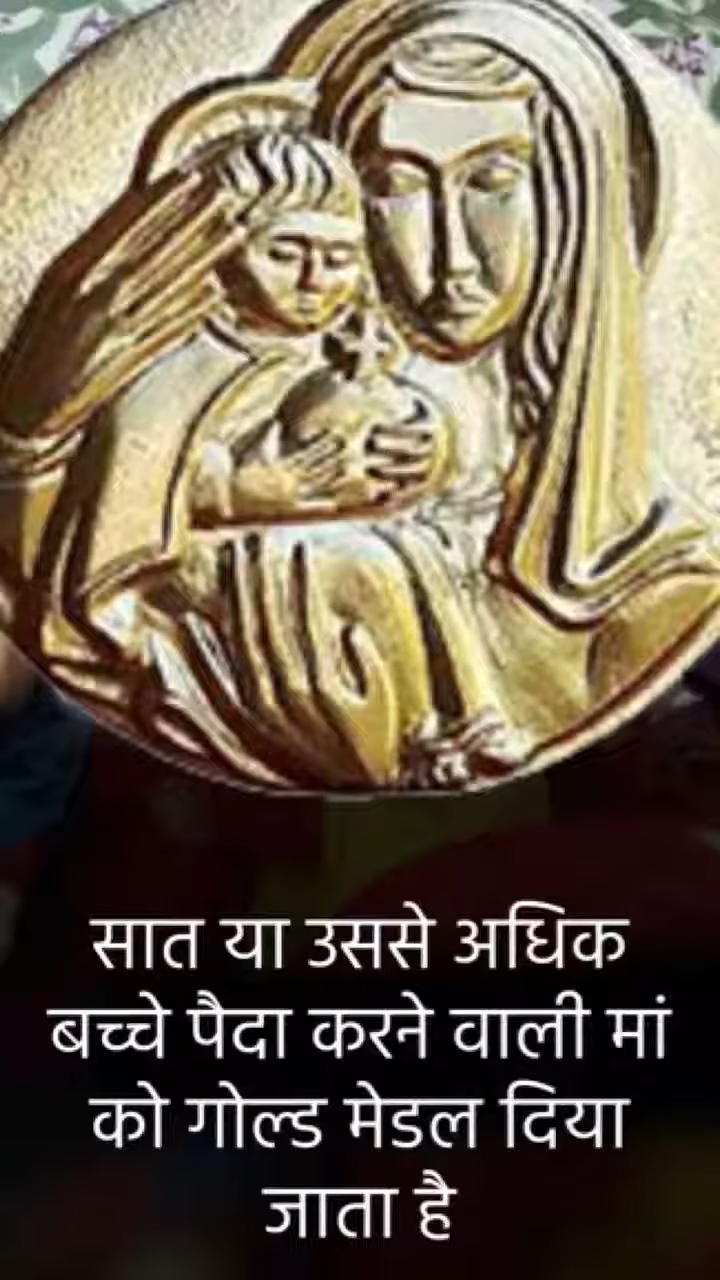 सात या उससे अधिक
बच्चे पैदा करने वाली मां
को गोल्ड मेडल दिया
जाता है